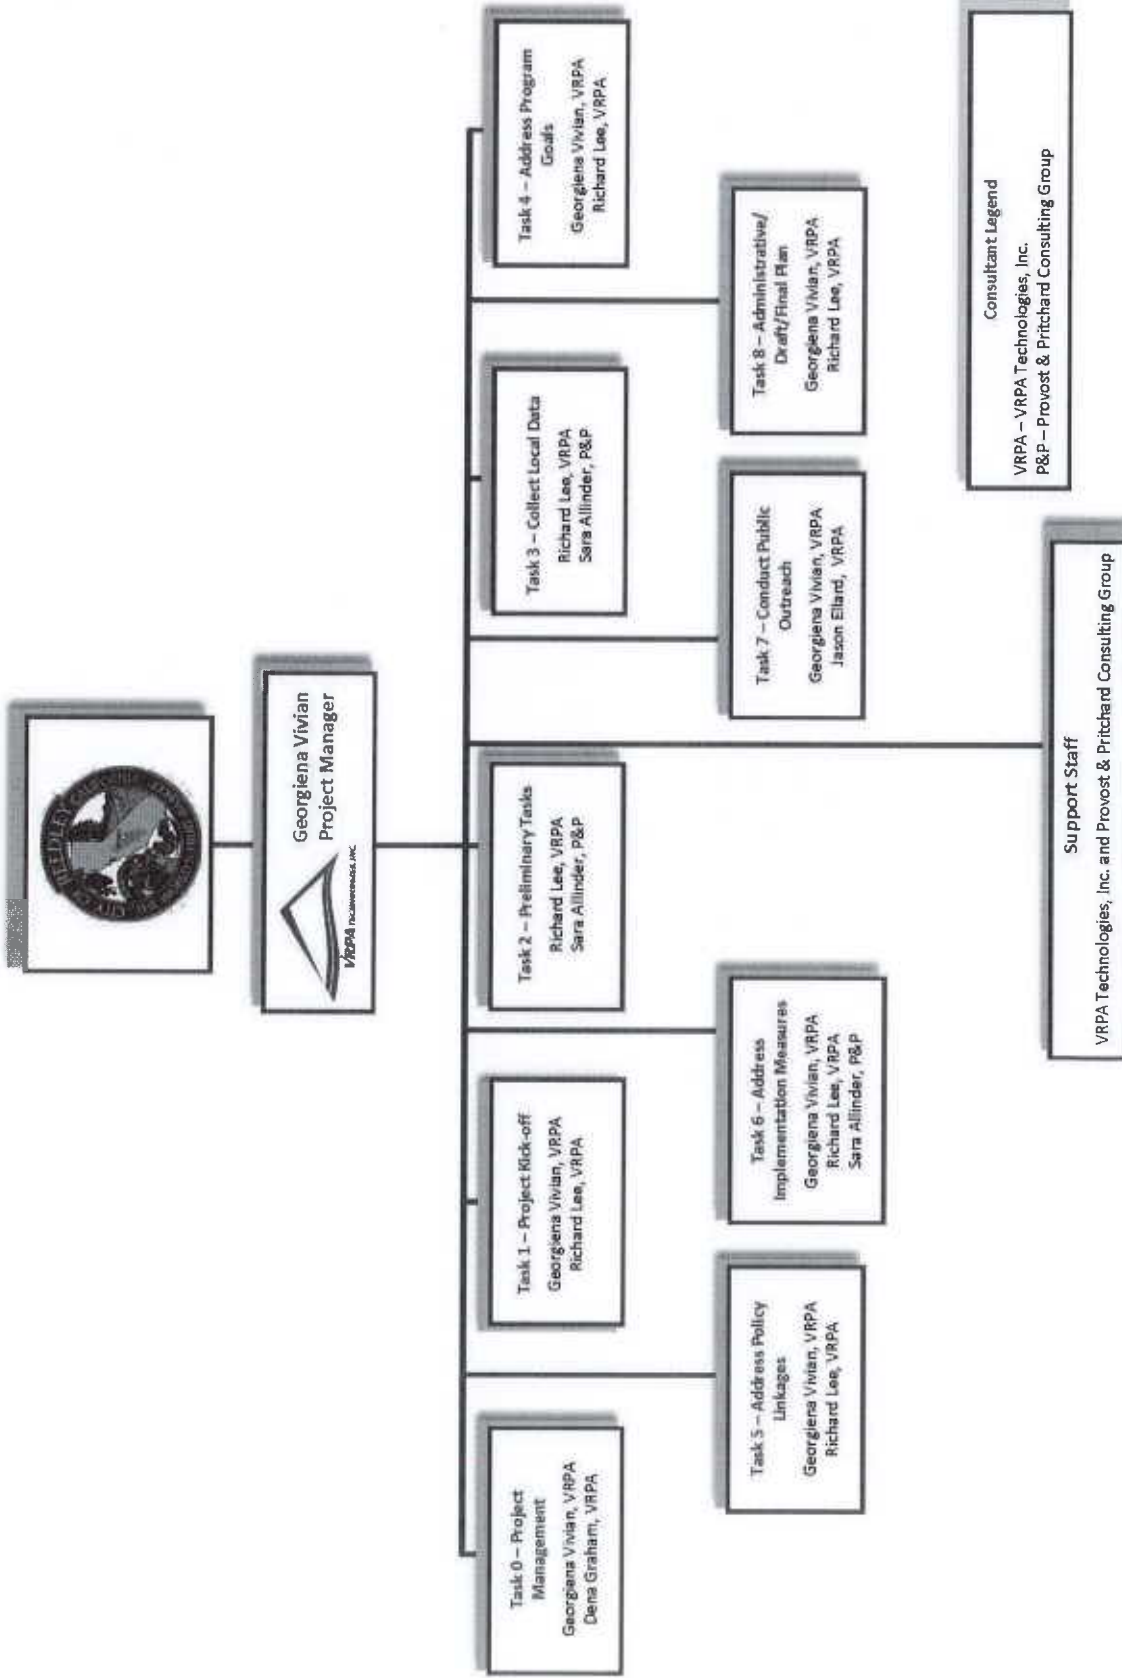 Georgiena Vivian
Project Manager
VRPA TECHNOLOGIES, INC.
Task 0 – Project
Management
Georgiena Vivian, VRPA
Dena Graham, VRPA
Task 1 – Project Kick-off
Georgiena Vivian, VRPA
Richard Lee, VRPA
Task 2 – Preliminary Tasks
Richard Lee, VRPA
Sara Allinder, P&P
Task 3 – Collect Local Data
Richard Lee, VRPA
Sara Allinder, P&P
Task 4 – Address Program
Goals
Georgiena Vivian, VRPA
Richard Lee, VRPA
Task 5 – Address Policy
Linkages
Georgiena Vivian, VRPA
Richard Lee, VRPA
Task 6 – Address
Implementation Measures
Georgiena Vivian, VRPA
Richard Lee, VRPA
Sara Allinder, P&P
Task 7 – Conduct Public
Outreach
Georgiena Vivian, VRPA
Jason Ellard, VRPA
Task 8 – Administrative/
Draft/Final Plan
Georgiena Vivian, VRPA
Richard Lee, VRPA
Support Staff
VRPA Technologies, Inc. and Provost & Pritchard Consulting Group
Consultant Legend
VRPA – VRPA Technologies, Inc.
P&P – Provost & Pritchard Consulting Group